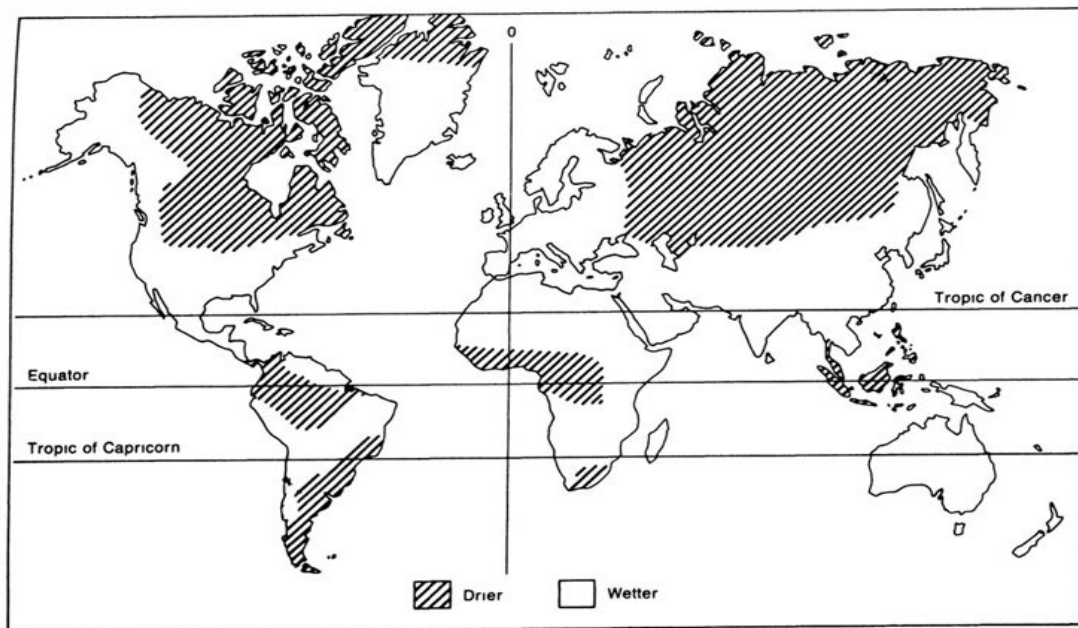 0
Tropic of Cancer
Equator
Tropic of Capricorn
Drier
Wetter